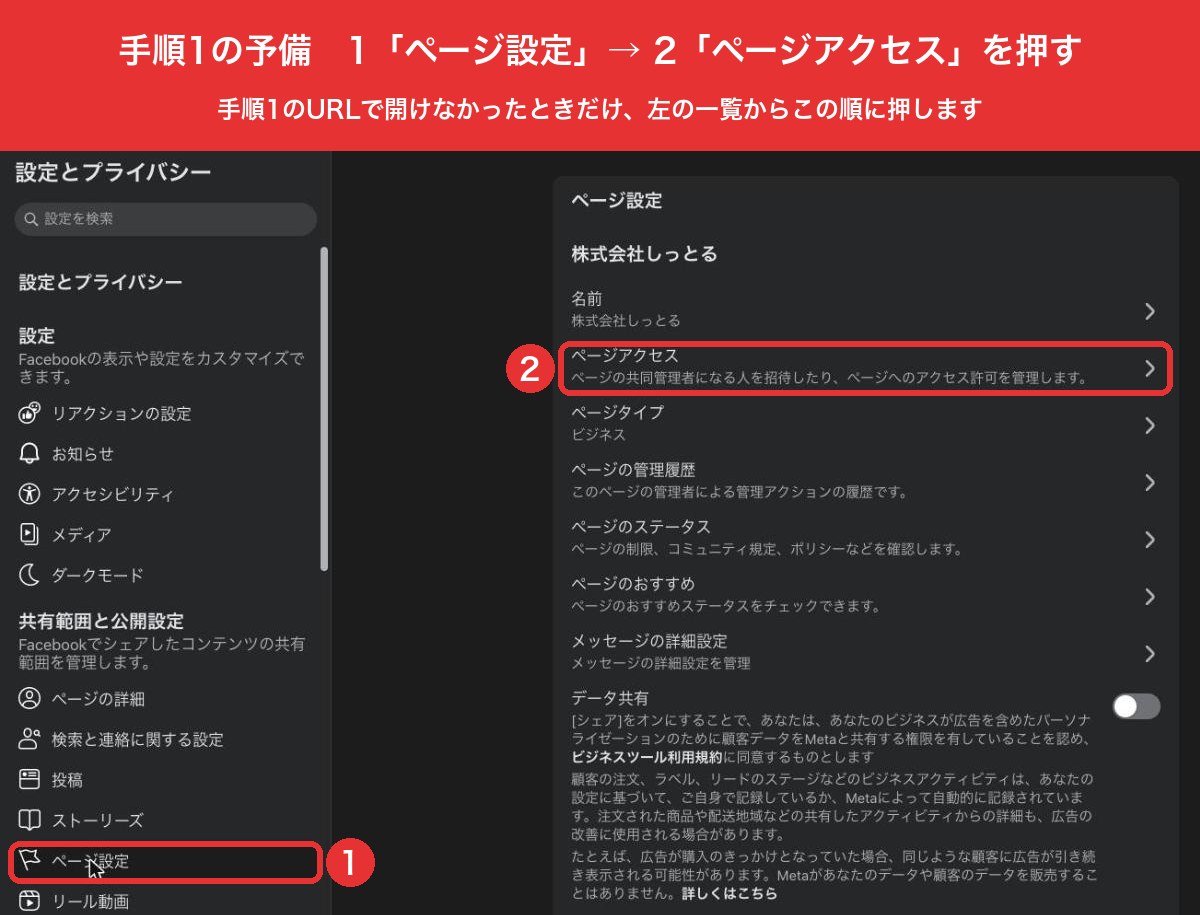 手順1の予備　1「ページ設定」→ 2「ページアクセス」を押す
手順1のURLで開けなかったときだけ、左の一覧からこの順に押します
設定とプライバシー
設定を検索
設定とプライバシー
設定
Facebookの表示や設定をカスタマイズで
きます。
リアクションの設定
お知らせ
アクセシビリティ
メディア
ダークモード
共有範囲と公開設定
Facebookでシェアしたコンテンツの共有
範囲を管理します。
ページの詳細
検索と連絡に関する設定
投稿
ストーリーズ
ページ設定
1
リール動画
ページ設定
株式会社しっとる
名前
株式会社しっとる
2
ページアクセス
ページの共同管理者になる人を招待したり、ページへのアクセス許可を管理します。
ページタイプ
ビジネス
ページの管理履歴
このページの管理者による管理アクションの履歴です。
ページのステータス
ページの制限、コミュニティ規定、ポリシーなどを確認します。
ページのおすすめ
ページのおすすめステータスをチェックできます。
メッセージの詳細設定
メッセージの詳細設定を管理
データ共有
[シェア]をオンにすることで、あなたは、あなたのビジネスが広告を含めたパーソナ
ライゼーションのために顧客データをMetaと共有する権限を有していることを認め、
ビジネスツール利用規約に同意するものとします
顧客の注文、ラベル、リードのステージなどのビジネスアクティビティは、あなたの
設定に基づいて、ご自身で記録しているか、Metaによって自動的に記録されていま
す。注文された商品や配送地域などの共有したアクティビティからの詳細も、広告の
改善に使用される場合があります。
たとえば、広告が購入のきっかけとなっていた場合、同じような顧客に広告が引き続
き表示される可能性があります。Metaがあなたのデータや顧客のデータを販売するこ
とはありません。詳しくはこちら